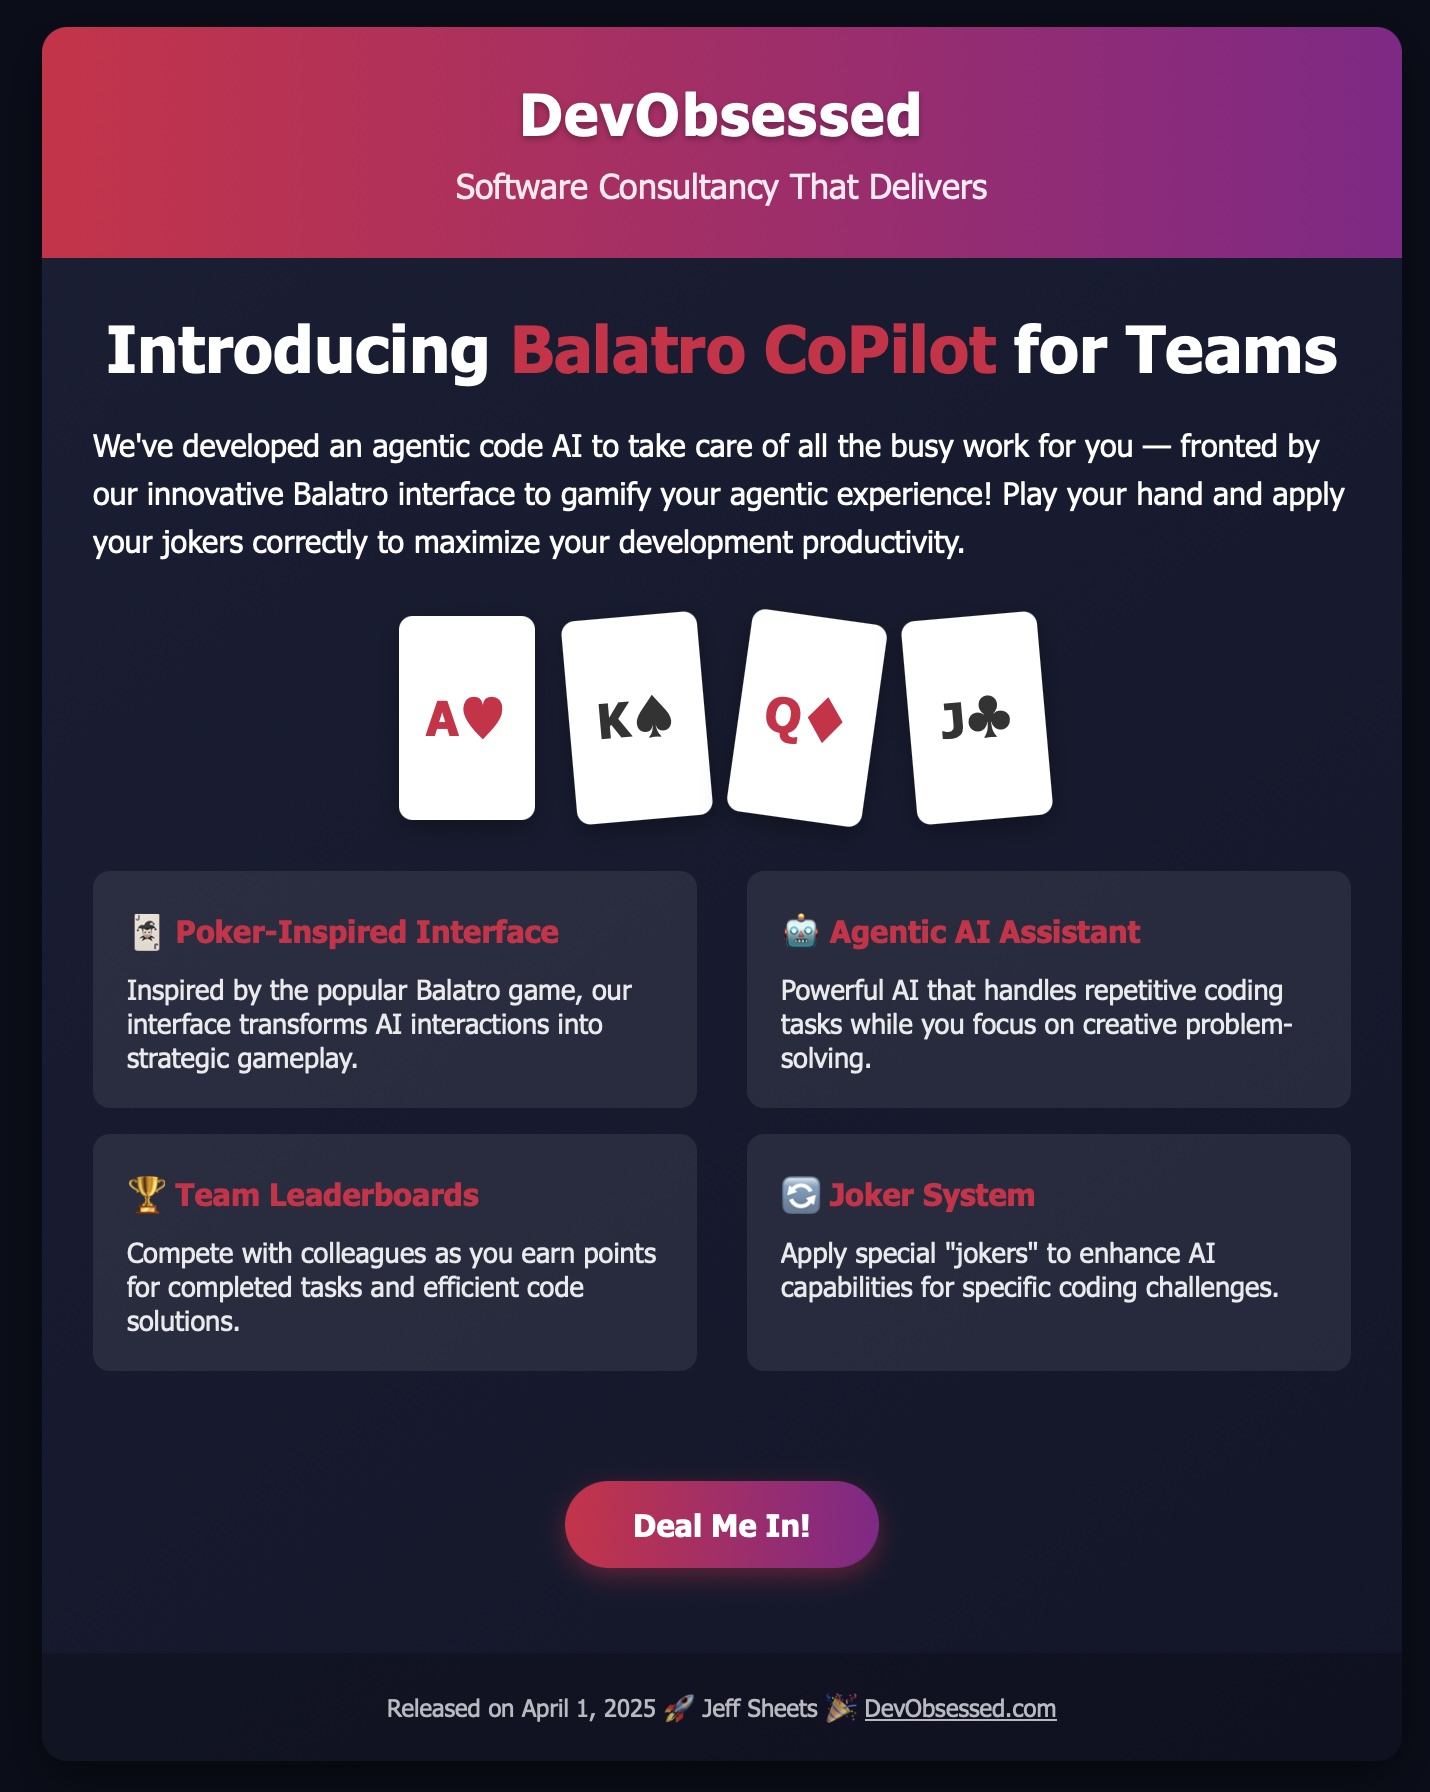 DevObsessed
Software Consultancy That Delivers
Introducing Balatro CoPilot for Teams
We've developed an agentic code AI to take care of all the busy work for you — fronted by
our innovative Balatro interface to gamify your agentic experience! Play your hand and apply
your jokers correctly to maximize your development productivity.
A♥ K♠ Q♦ J♣
🃏 Poker-Inspired Interface
Inspired by the popular Balatro game, our
interface transforms AI interactions into
strategic gameplay.
🤖 Agentic AI Assistant
Powerful AI that handles repetitive coding
tasks while you focus on creative problem-
solving.
🏆 Team Leaderboards
Compete with colleagues as you earn points
for completed tasks and efficient code
solutions.
🔄 Joker System
Apply special "jokers" to enhance AI
capabilities for specific coding challenges.
Deal Me In!
Released on April 1, 2025 🚀 Jeff Sheets 🎉 DevObsessed.com